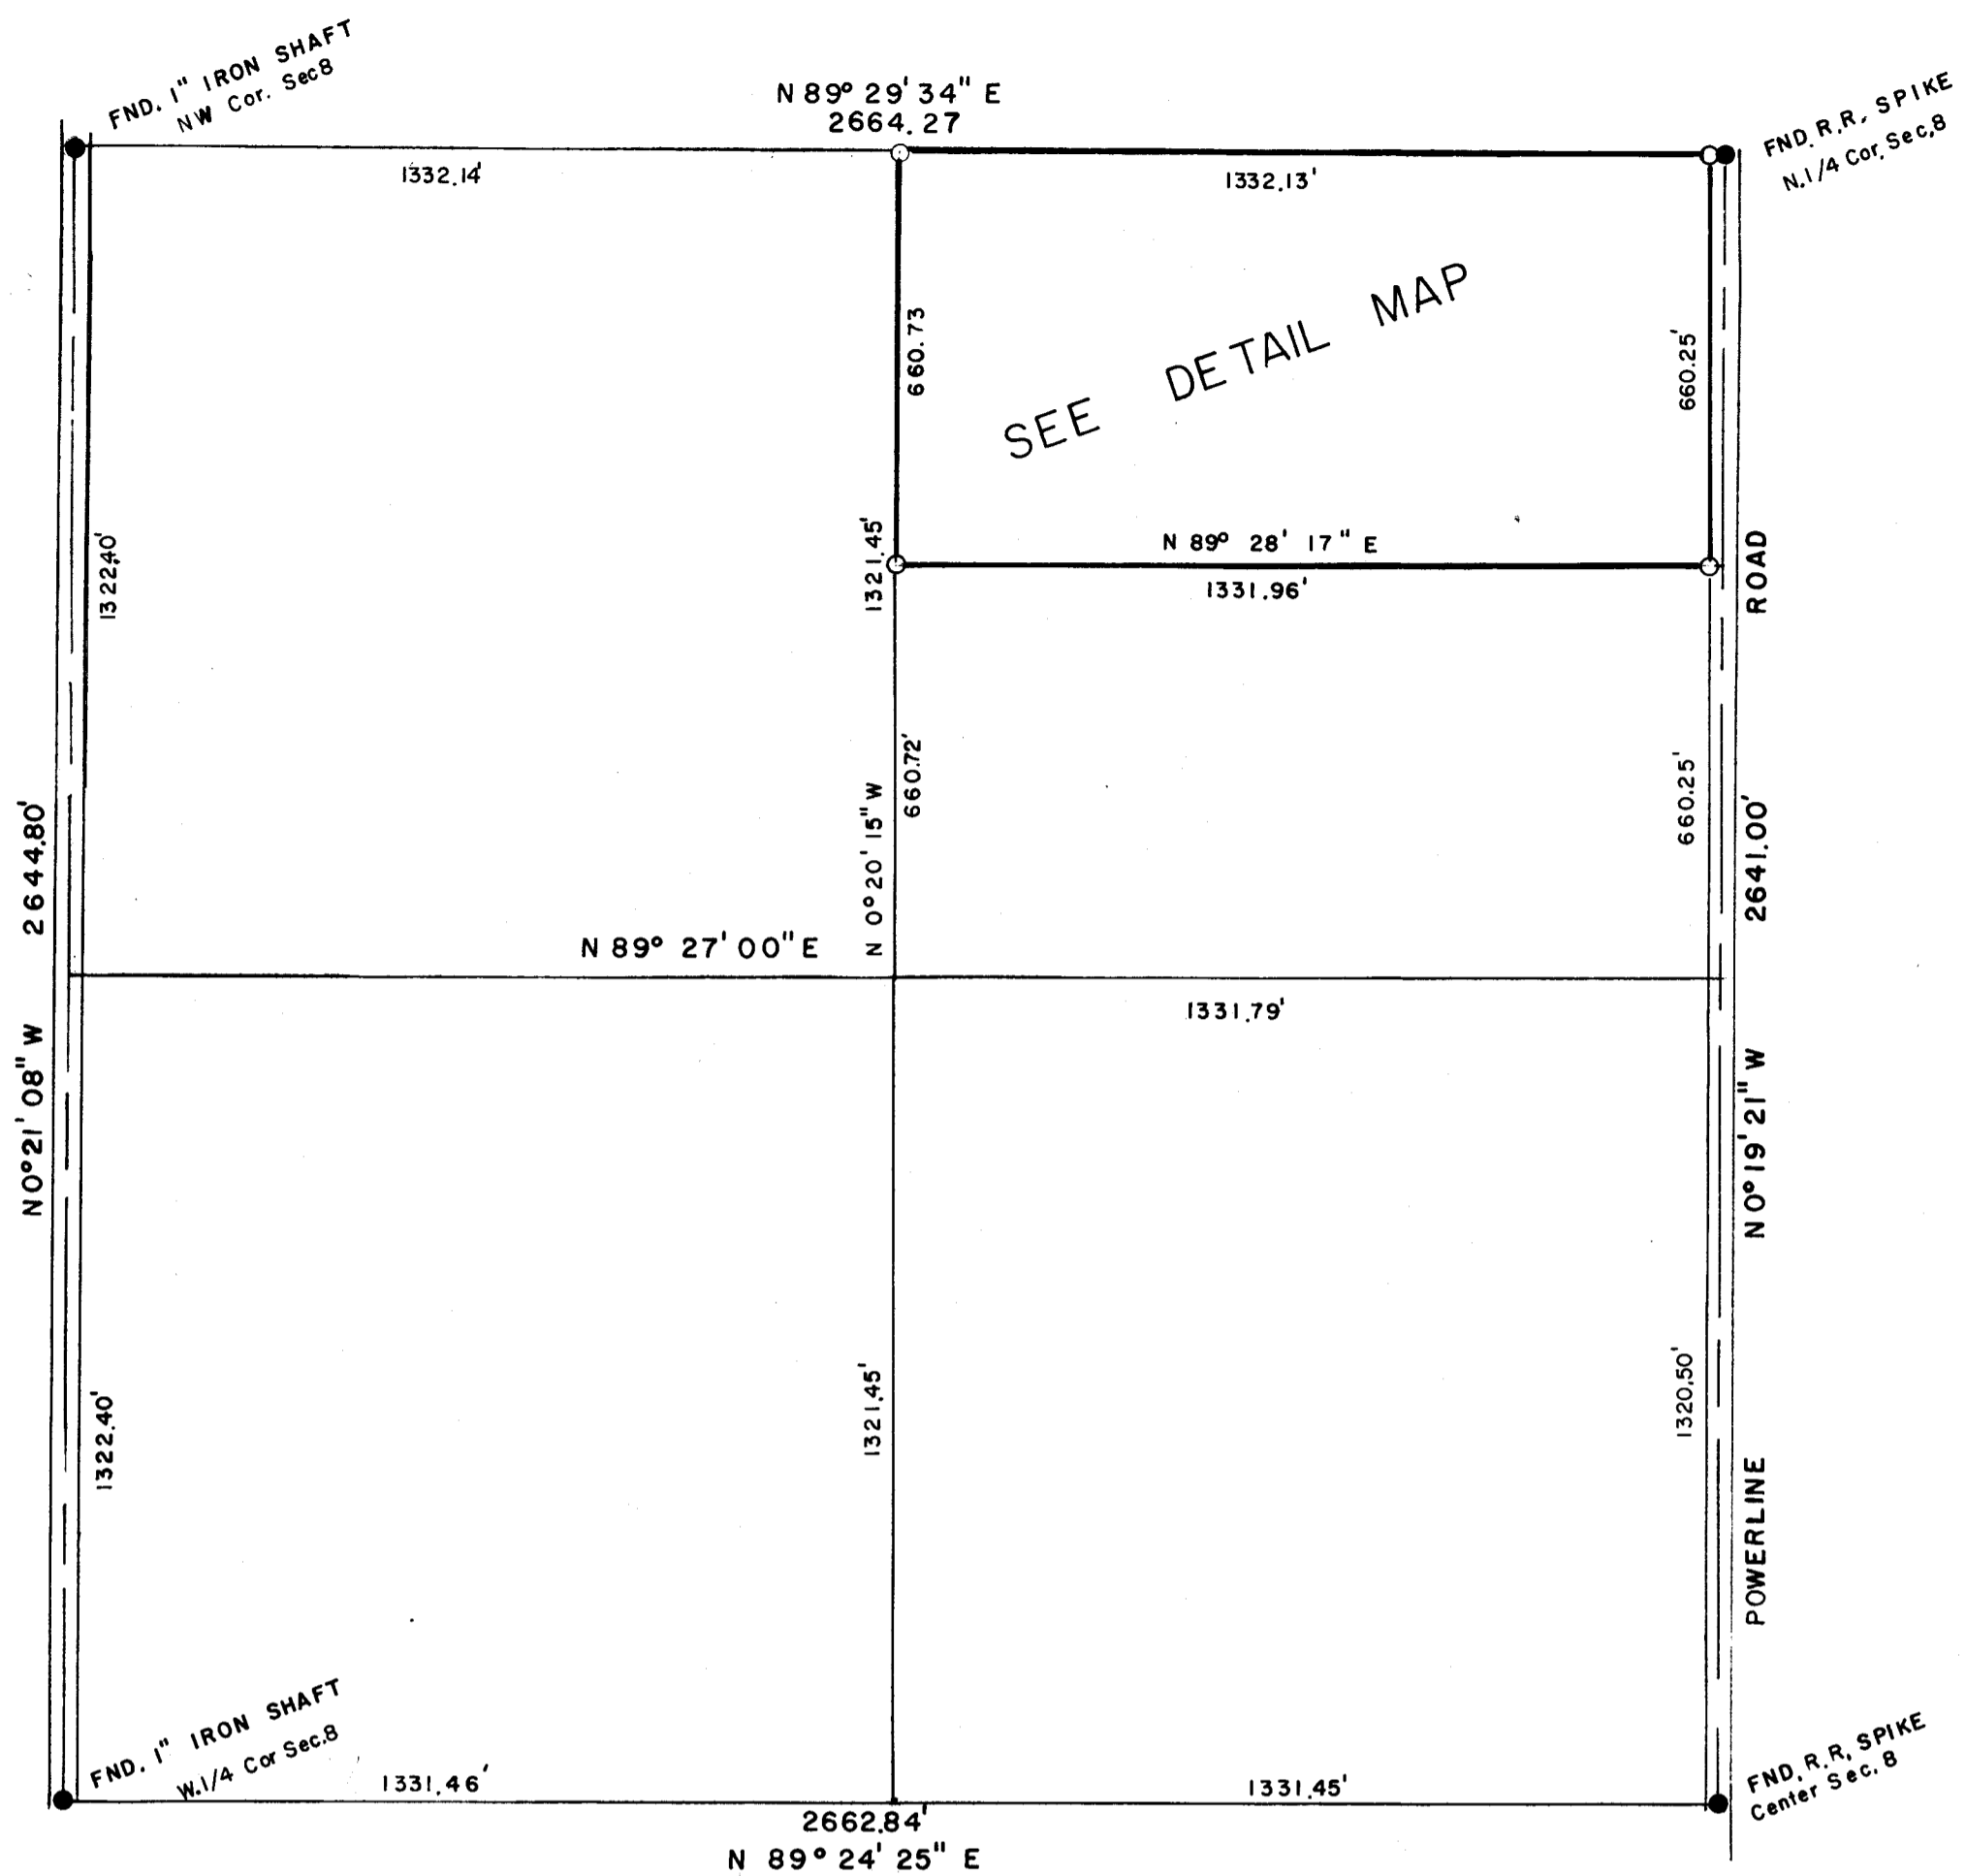 FND. 1" IRON SHAFT
NW Cor. Sec 8
N 89° 29' 34" E
2664.27
FND. R.R. SPIKE
N.1/4 Cor. Sec. 8
1332.14'
1332.13'
660.73
SEE DETAIL MAP
660.25'
1322.40'
1321.45'
N 89° 28' 17" E
1331.96'
ROAD
660.72'
660.25'
2644.80'
N 0° 20' 15" W
2641.00'
N 89° 27' 00" E
1331.79'
N 0° 21' 08" W
N 0° 19' 21" W
1322.40'
1321.45'
1320.50'
POWERLINE
FND. 1" IRON SHAFT
W.1/4 Cor Sec. 8
1331.46'
1331.45'
FND. R.R. SPIKE
Center Sec. 8
2662.84'
N 89° 24' 25" E